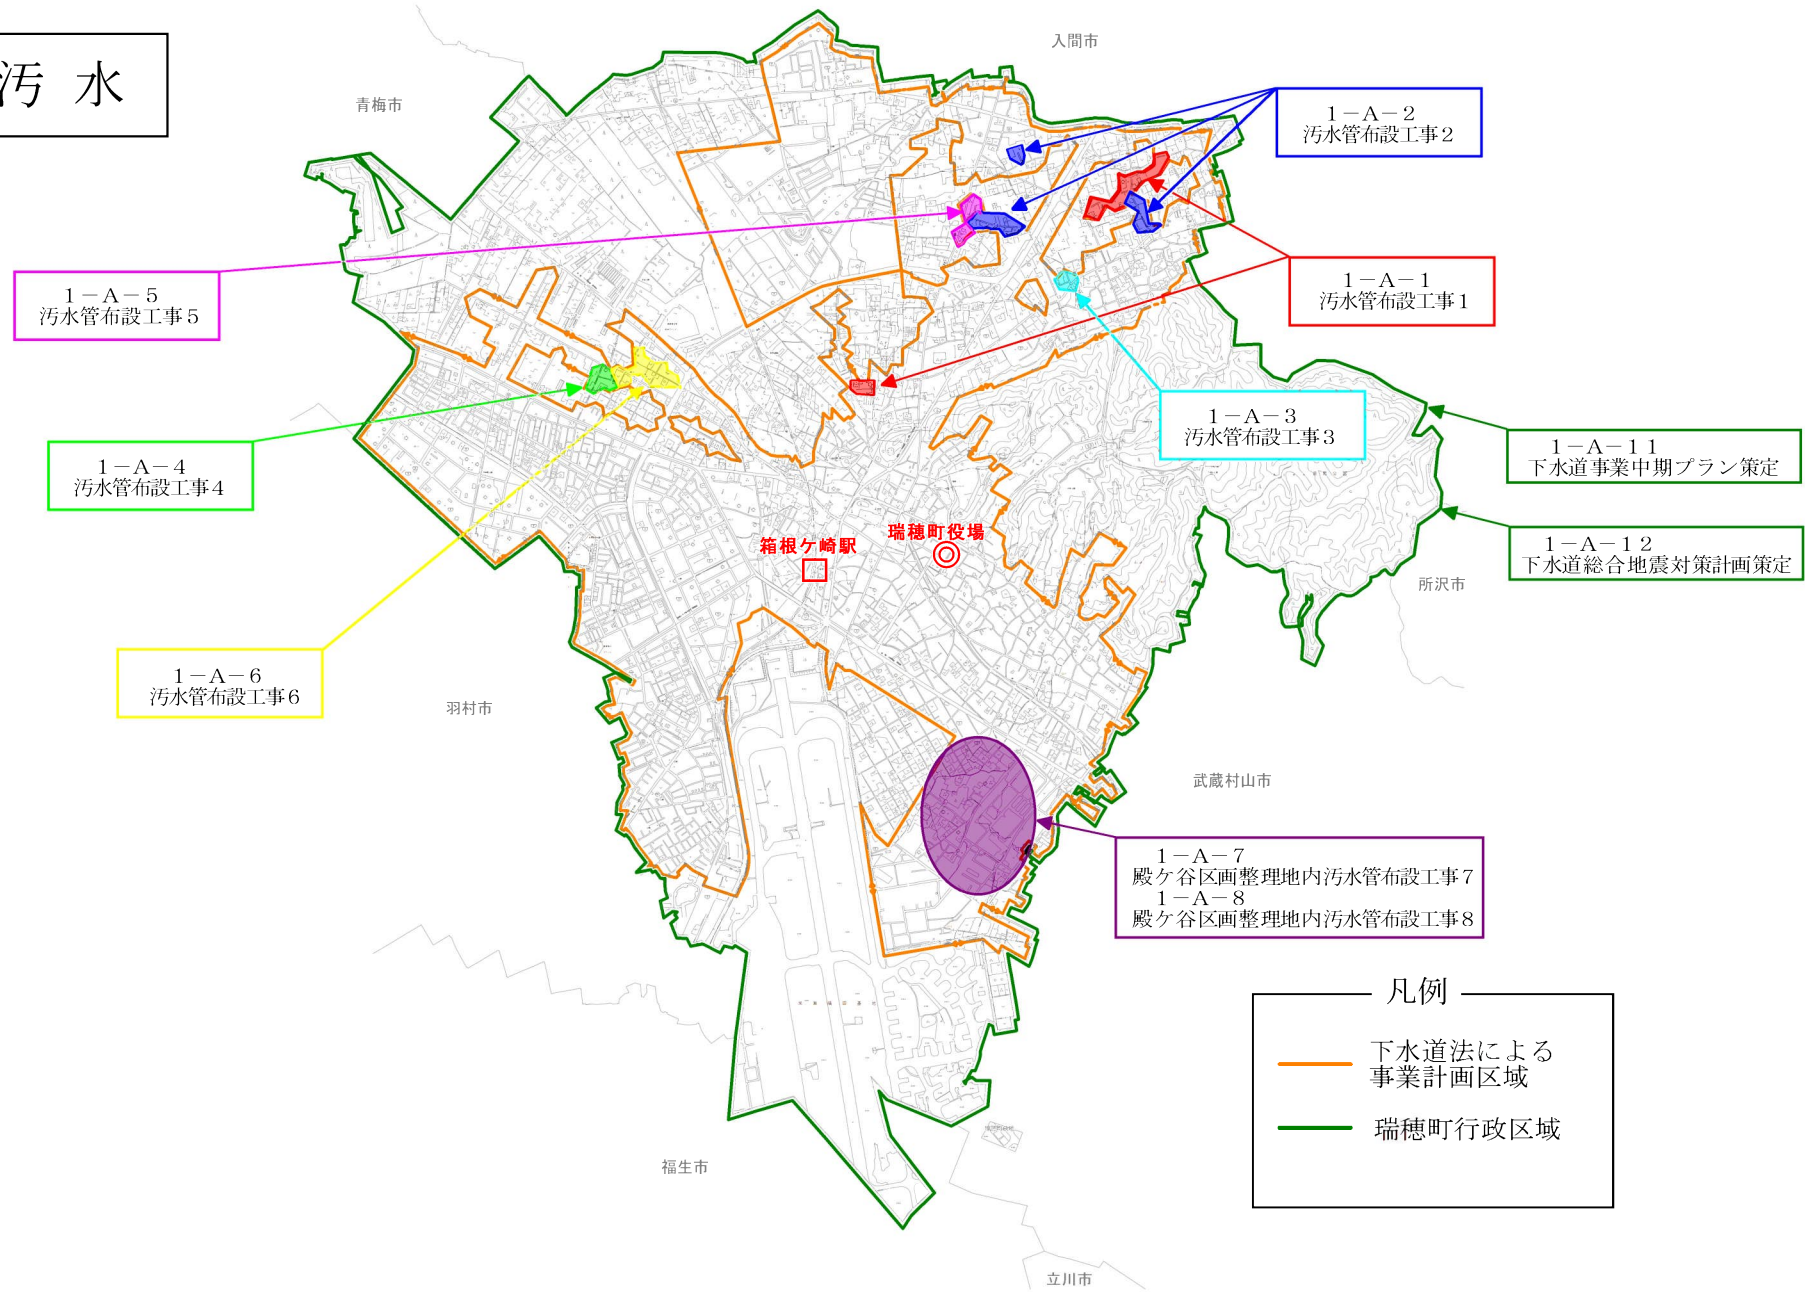 汚水
入間市
青梅市
1-A-2
汚水管布設工事2
1-A-5
汚水管布設工事5
1-A-1
汚水管布設工事1
1-A-3
汚水管布設工事3
1-A-11
下水道事業中期プラン策定
1-A-4
汚水管布設工事4
瑞穂町役場
箱根ケ崎駅
1-A-12
下水道総合地震対策計画策定
所沢市
1-A-6
汚水管布設工事6
羽村市
武蔵村山市
1-A-7
殿ケ谷区画整理地内汚水管布設工事7
1-A-8
殿ケ谷区画整理地内汚水管布設工事8
凡例
下水道法による
事業計画区域
瑞穂町行政区域
福生市
立川市